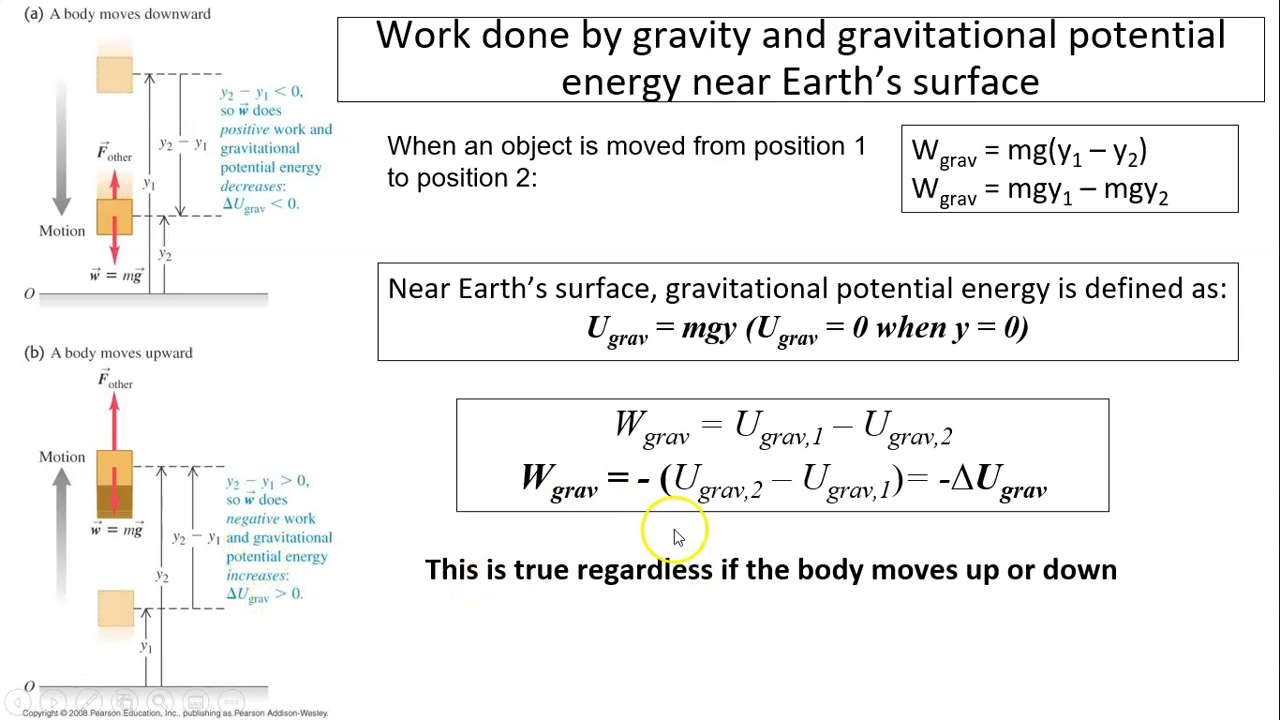 (a) A body moves downward
y₂ – y₁ < 0,
so w⃗ does
positive work and
gravitational
potential energy
decreases:
ΔUgrav < 0.
F⃗other
y₂ – y₁
y₁
Motion
y₂
w⃗ = mg⃗
O
(b) A body moves upward
F⃗other
Motion
y₂ – y₁ > 0,
so w⃗ does
negative work
and gravitational
potential energy
increases:
ΔUgrav > 0.
w⃗ = mg⃗
y₂ – y₁
y₂
y₁
O
Copyright © 2008 Pearson Education, Inc., publishing as Pearson Addison-Wesley.
Work done by gravity and gravitational potential
energy near Earth’s surface
When an object is moved from position 1
to position 2:
Wgrav = mg(y₁ – y₂)
Wgrav = mgy₁ – mgy₂
Near Earth’s surface, gravitational potential energy is defined as:
Ugrav = mgy (Ugrav = 0 when y = 0)
Wgrav = Ugrav,1 – Ugrav,2
Wgrav = - (Ugrav,2 – Ugrav,1)= -ΔUgrav
This is true regardless if the body moves up or down